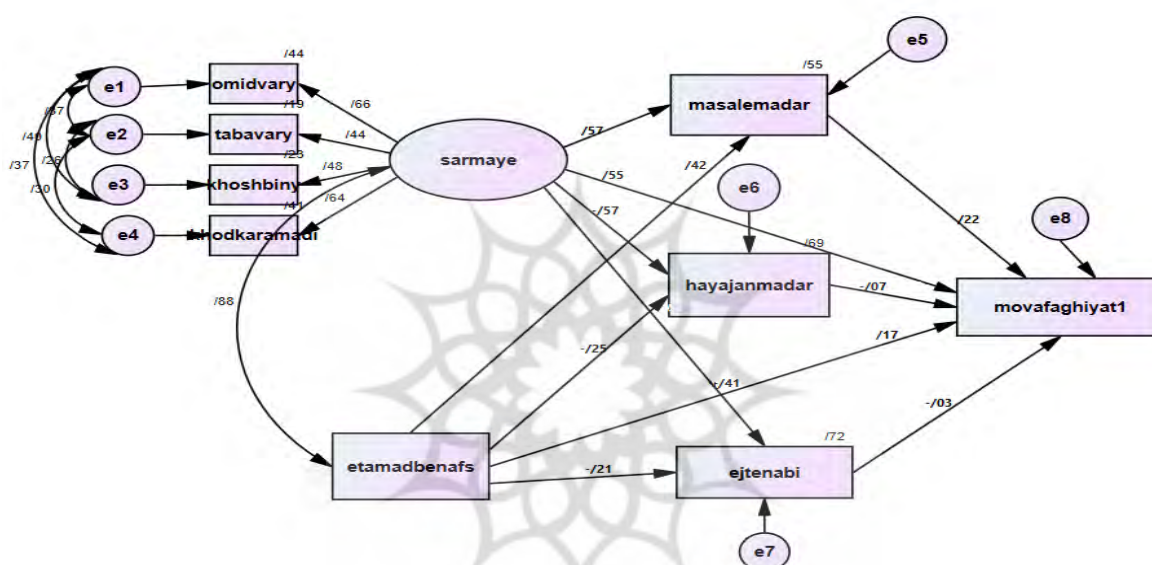 /44
e5
e1
omidvary
/55
/19
/66
/37
masalemadar
e2
tabavary
/57
/40
/44
/23
sarmaye
/42
/37
/26
/48
/55
e6
e3
khoshbiny
/30
/64
-/57
/41
/22
e8
e4
khodkaramadi
/69
hayajanmadar
/88
-/07
movafaghiyat1
/17
-/25
-/41
-/03
/72
etamadbenafs
-/21
ejtenabi
e7